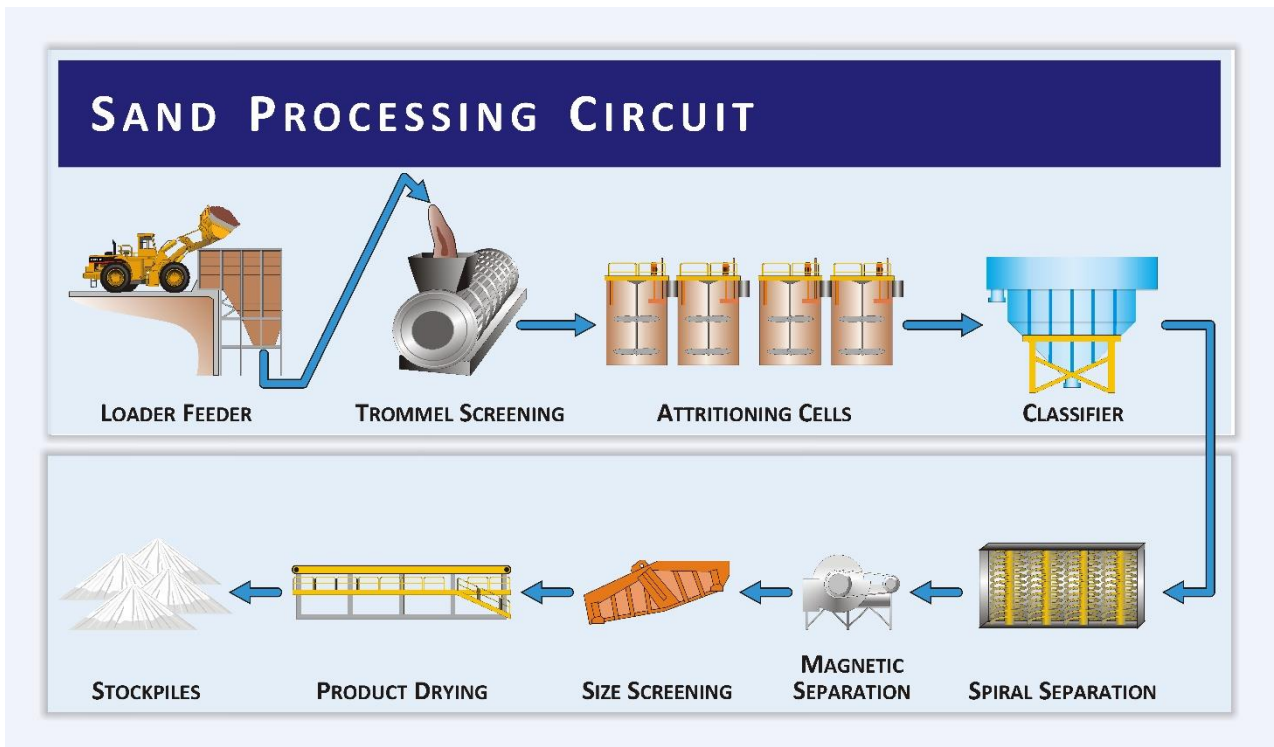 SAND PROCESSING CIRCUIT
LOADER FEEDER
TROMMEL SCREENING
ATTRITIONING CELLS
CLASSIFIER
STOCKPILES
PRODUCT DRYING
SIZE SCREENING
MAGNETIC
SEPARATION
SPIRAL SEPARATION